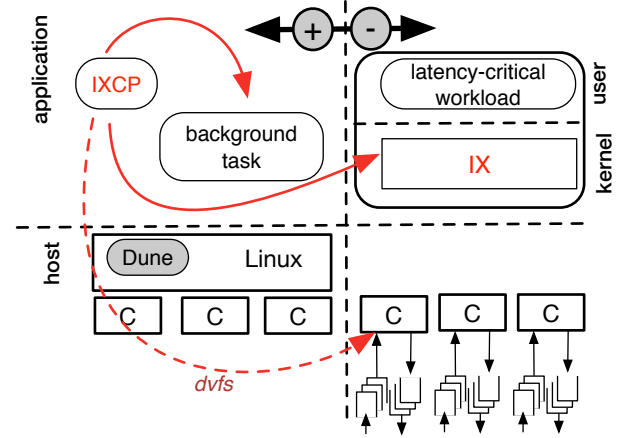 application
+
-
IXCP
background
task
latency-critical
workload
user
IX
kernel
host
Dune
Linux
C
C
C
C
C
C
dvfs